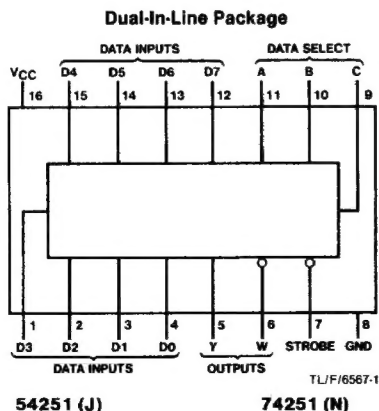 Dual-In-Line Package
DATA INPUTS DATA SELECT
VCC D4 D5 D6 D7 A B C
16 15 14 13 12 11 10 9
1 2 3 4 5 6 7 8
D3 D2 D1 D0 Y W STROBE GND
DATA INPUTS OUTPUTS
TL/F/6567-1
54251 (J) 74251 (N)